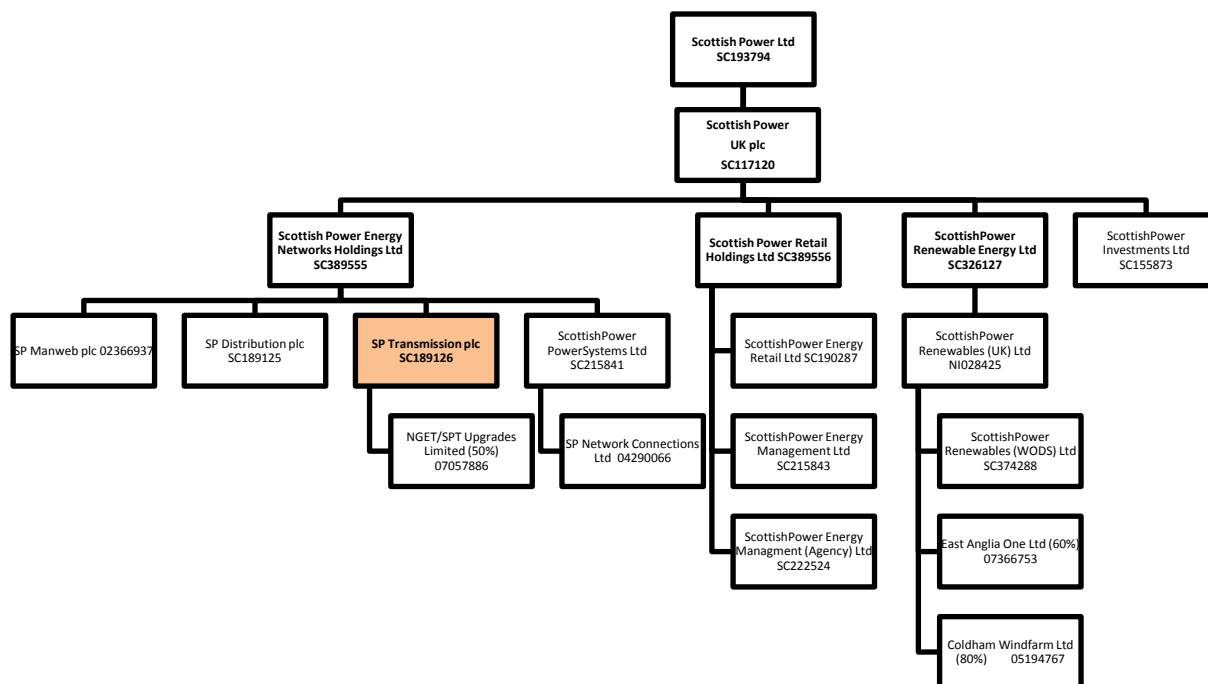 Scottish Power Ltd
SC193794
Scottish Power
UK plc
SC117120
Scottish Power Energy
Networks Holdings Ltd
SC389555
Scottish Power Retail
Holdings Ltd SC389556
ScottishPower
Renewable Energy Ltd
SC326127
ScottishPower
Investments Ltd
SC155873
SP Manweb plc 02366937
SP Distribution plc
SC189125
SP Transmission plc
SC189126
ScottishPower
PowerSystems Ltd
SC215841
ScottishPower Energy
Retail Ltd SC190287
ScottishPower
Renewables (UK) Ltd
NI028425
NGET/SPT Upgrades
Limited (50%)
07057886
SP Network Connections
Ltd 04290066
ScottishPower Energy
Management Ltd
SC215843
ScottishPower
Renewables (WODS) Ltd
SC374288
ScottishPower Energy
Managment (Agency) Ltd
SC222524
East Anglia One Ltd (60%)
07366753
Coldham Windfarm Ltd
(80%) 05194767